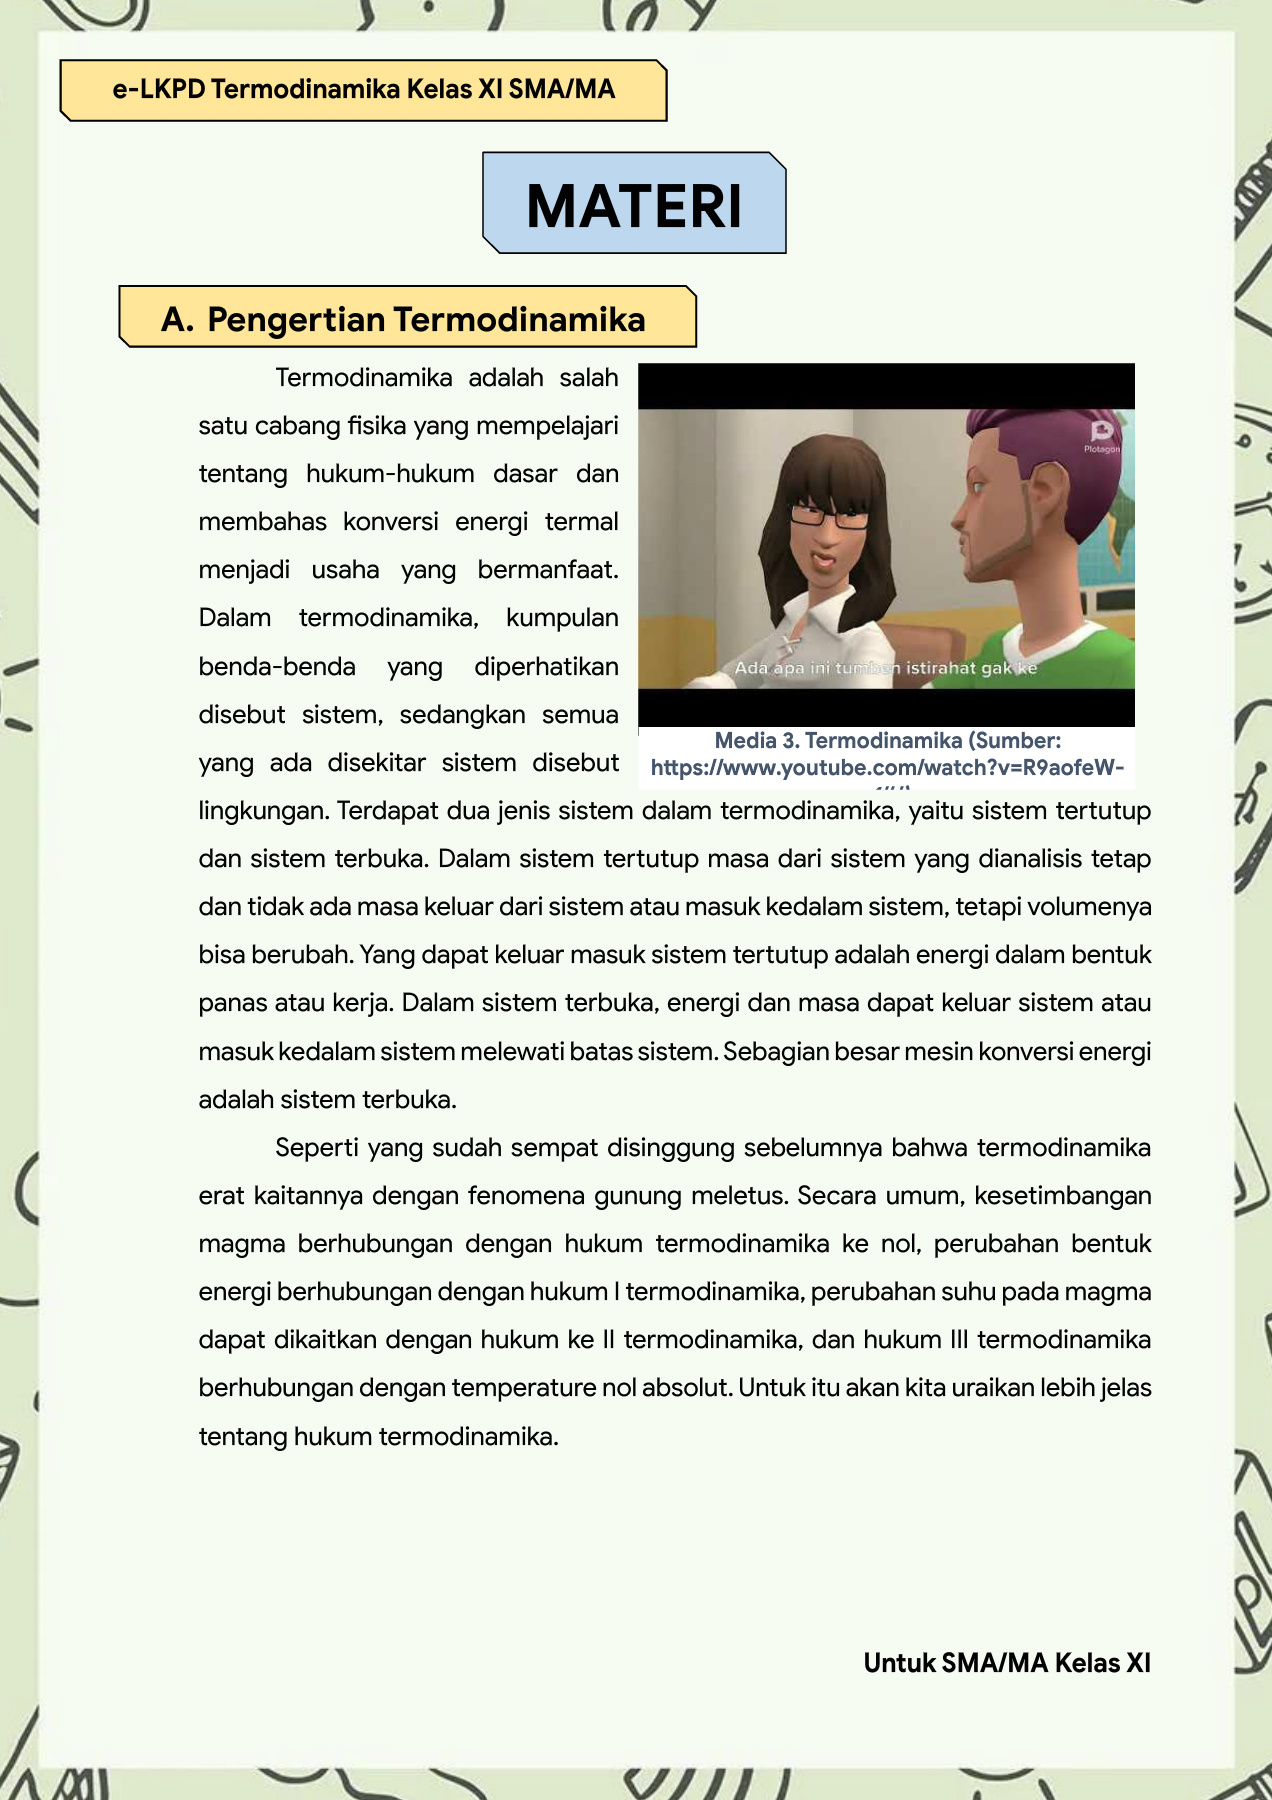 e-LKPD Termodinamika Kelas XI SMA/MA
MATERI
A. Pengertian Termodinamika
Termodinamika adalah salah
satu cabang fisika yang mempelajari
tentang hukum-hukum dasar dan
membahas konversi energi termal
menjadi usaha yang bermanfaat.
Dalam termodinamika, kumpulan
benda-benda yang diperhatikan
disebut sistem, sedangkan semua
yang ada disekitar sistem disebut
Plotagon
Ada apa ini tumben istirahat gak ke
Media 3. Termodinamika (Sumber:
https://www.youtube.com/watch?v=R9aofeW-
lingkungan. Terdapat dua jenis sistem dalam termodinamika, yaitu sistem tertutup
dan sistem terbuka. Dalam sistem tertutup masa dari sistem yang dianalisis tetap
dan tidak ada masa keluar dari sistem atau masuk kedalam sistem, tetapi volumenya
bisa berubah. Yang dapat keluar masuk sistem tertutup adalah energi dalam bentuk
panas atau kerja. Dalam sistem terbuka, energi dan masa dapat keluar sistem atau
masuk kedalam sistem melewati batas sistem. Sebagian besar mesin konversi energi
adalah sistem terbuka.
Seperti yang sudah sempat disinggung sebelumnya bahwa termodinamika
erat kaitannya dengan fenomena gunung meletus. Secara umum, kesetimbangan
magma berhubungan dengan hukum termodinamika ke nol, perubahan bentuk
energi berhubungan dengan hukum I termodinamika, perubahan suhu pada magma
dapat dikaitkan dengan hukum ke II termodinamika, dan hukum III termodinamika
berhubungan dengan temperature nol absolut. Untuk itu akan kita uraikan lebih jelas
tentang hukum termodinamika.
Untuk SMA/MA Kelas XI